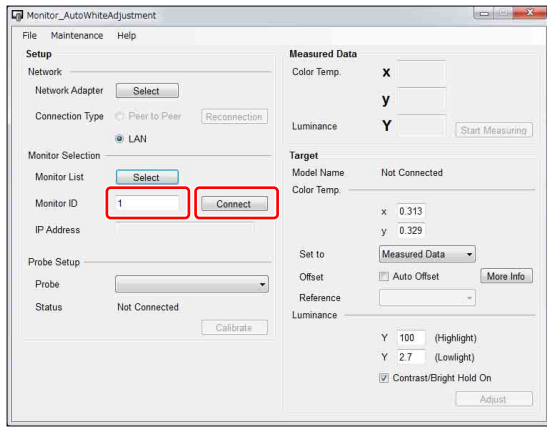 Monitor_AutoWhiteAdjustment
File Maintenance Help
Setup
Network
Network Adapter Select
Connection Type Peer to Peer Reconnection
LAN
Monitor Selection
Monitor List Select
Monitor ID 1 Connect
IP Address
Probe Setup
Probe
Status Not Connected
Calibrate
Measured Data
Color Temp. x
y
Luminance Y Start Measuring
Target
Model Name Not Connected
Color Temp.
x 0.313
y 0.329
Set to Measured Data
Offset Auto Offset More Info
Reference
Luminance
Y 100 (Highlight)
Y 2.7 (Lowlight)
Contrast/Bright Hold On
Adjust